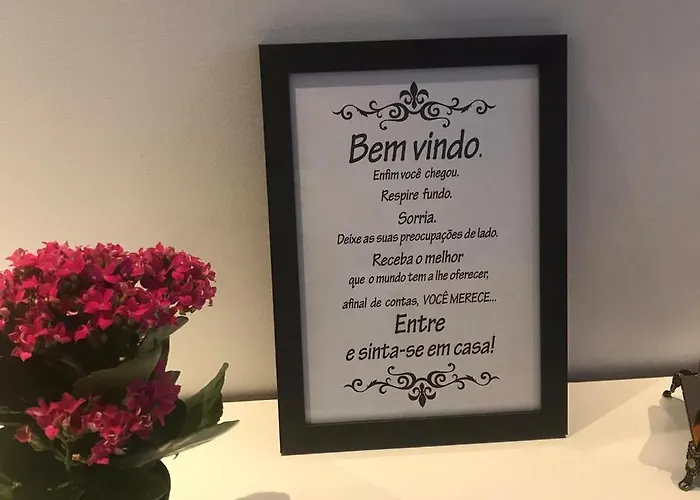 Bem vindo.
Enfim você chegou.
Respire fundo.
Sorria.
Deixe as suas preocupações de lado.
Receba o melhor
que o mundo tem a lhe oferecer,
afinal de contas, VOCÊ MERECE...
Entre
e sinta-se em casa!